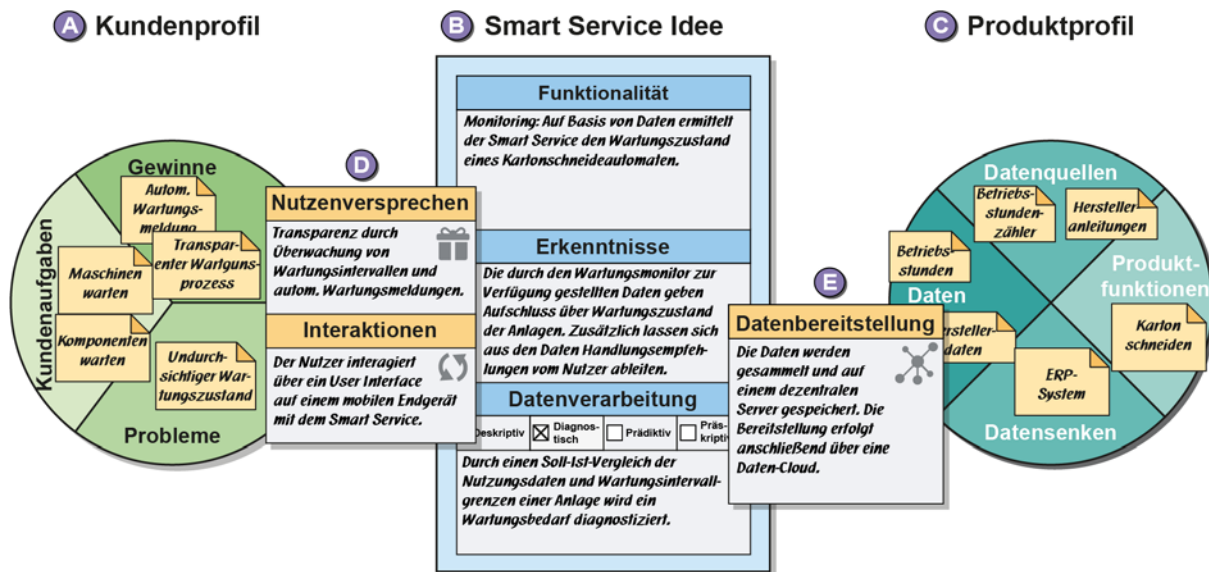 A Kundenprofil
Gewinne
Autom.
Wartungs-
meldung
Transpar-
enter Wartguns-
prozess
Kundenaufgaben
Maschinen
warten
Komponenten
warten
Undurch-
sichtiger War-
tungszustand
Probleme
D
Nutzenversprechen
Transparenz durch
Überwachung von
Wartungsintervallen und
autom. Wartungsmeldungen.
Interaktionen
Der Nutzer interagiert
über ein User Interface
auf einem mobilen Endgerät
mit dem Smart Service.
B Smart Service Idee
Funktionalität
Monitoring: Auf Basis von Daten ermittelt
der Smart Service den Wartungszustand
eines Kartonschneideautomaten.
Erkenntnisse
Die durch den Wartungsmonitor zur
Verfügung gestellten Daten geben
Aufschluss über Wartungszustand
der Anlagen. Zusätzlich lassen sich
aus den Daten Handlungsempfeh-
lungen vom Nutzer ableiten.
Datenverarbeitung
Deskriptiv
Diagnos-
tisch
Prädiktiv
Präs-
kriptiv
Durch einen Soll-Ist-Vergleich der
Nutzungsdaten und Wartungsintervall-
grenzen einer Anlage wird ein
Wartungsbedarf diagnostiziert.
E
Datenbereitstellung
Die Daten werden
gesammelt und auf
einem dezentralen
Server gespeichert. Die
Bereitstellung erfolgt
anschließend über eine
Daten-Cloud.
C Produktprofil
Datenquellen
Betriebs-
stunden-
zähler
Hersteller-
anleitungen
Betriebs-
stunden
Daten
ersteller-
daten
Produkt-
funktionen
Karton
schneiden
ERP-
System
Datensenken